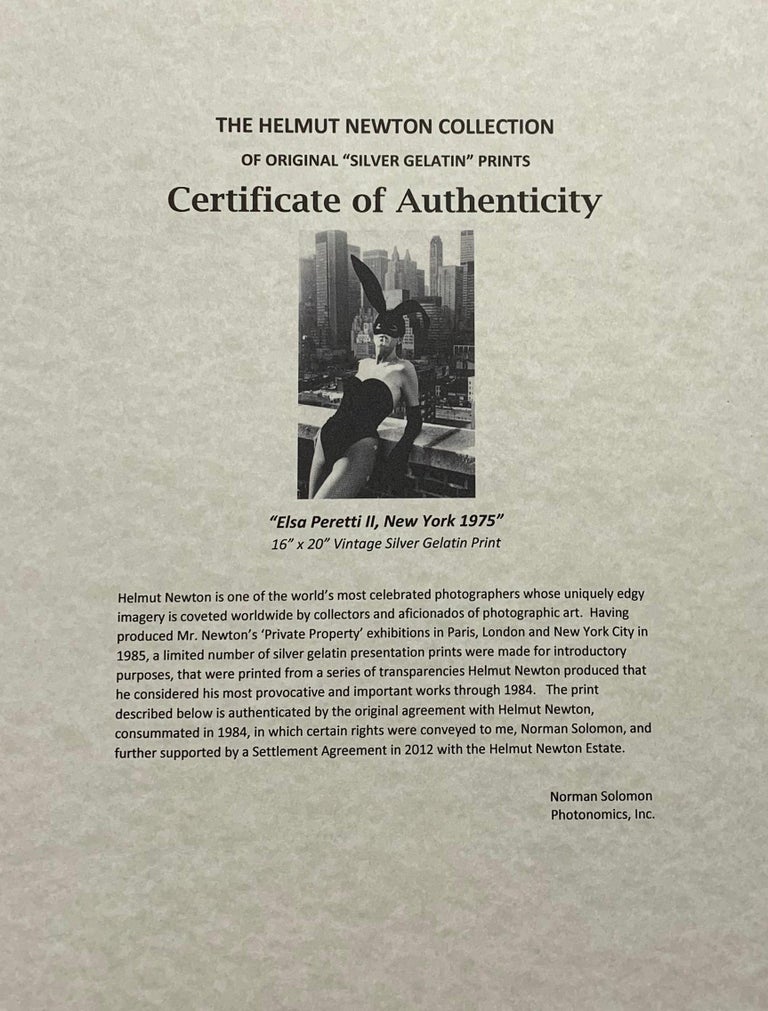 THE HELMUT NEWTON COLLECTION
OF ORIGINAL “SILVER GELATIN” PRINTS
Certificate of Authenticity
“Elsa Peretti II, New York 1975”
16” x 20” Vintage Silver Gelatin Print
Helmut Newton is one of the world’s most celebrated photographers whose uniquely edgy
imagery is coveted worldwide by collectors and aficionados of photographic art. Having
produced Mr. Newton’s ‘Private Property’ exhibitions in Paris, London and New York City in
1985, a limited number of silver gelatin presentation prints were made for introductory
purposes, that were printed from a series of transparencies Helmut Newton produced that
he considered his most provocative and important works through 1984. The print
described below is authenticated by the original agreement with Helmut Newton,
consummated in 1984, in which certain rights were conveyed to me, Norman Solomon, and
further supported by a Settlement Agreement in 2012 with the Helmut Newton Estate.
Norman Solomon
Photonomics, Inc.